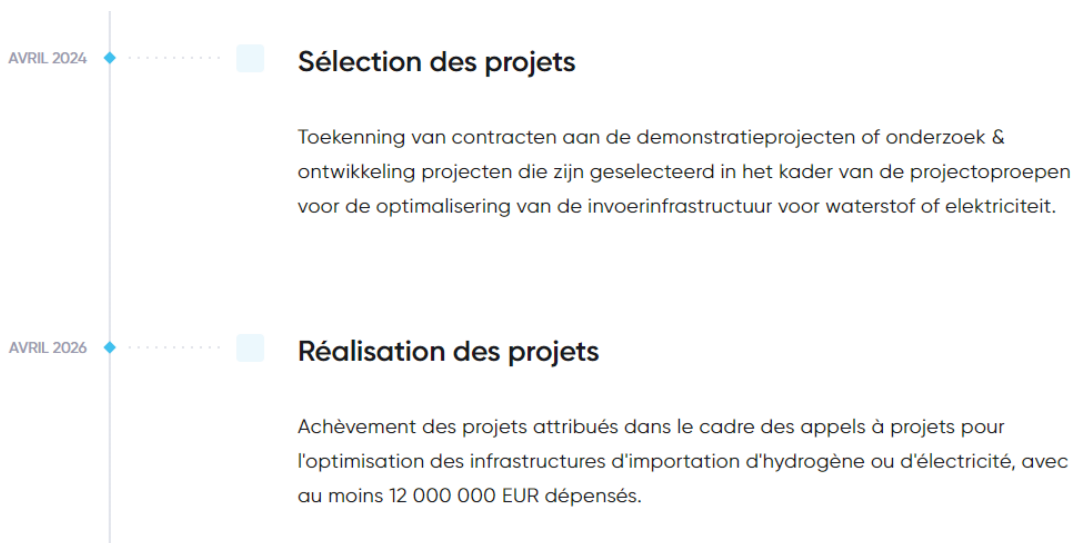 AVRIL 2024
Sélection des projets
Toekenning van contracten aan de demonstratieprojecten of onderzoek &
ontwikkeling projecten die zijn geselecteerd in het kader van de projectoproepen
voor de optimalisering van de invoerinfrastructuur voor waterstof of elektriciteit.
AVRIL 2026
Réalisation des projets
Achèvement des projets attribués dans le cadre des appels à projets pour
l'optimisation des infrastructures d'importation d'hydrogène ou d'électricité, avec
au moins 12 000 000 EUR dépensés.